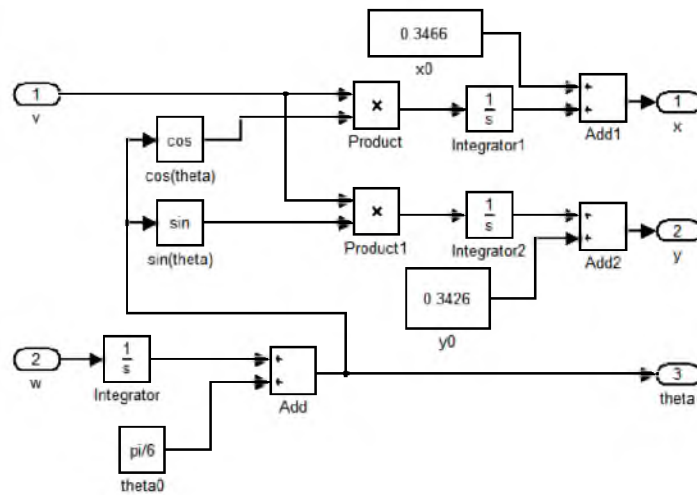 0.3466
x0
1
v
×
Product
1
s
Integrator1
+
+
Add1
1
x
cos
cos(theta)
sin
sin(theta)
×
Product1
1
s
Integrator2
+
+
Add2
2
y
0.3426
y0
2
w
1
s
Integrator
+
+
Add
3
theta
pi/6
theta0